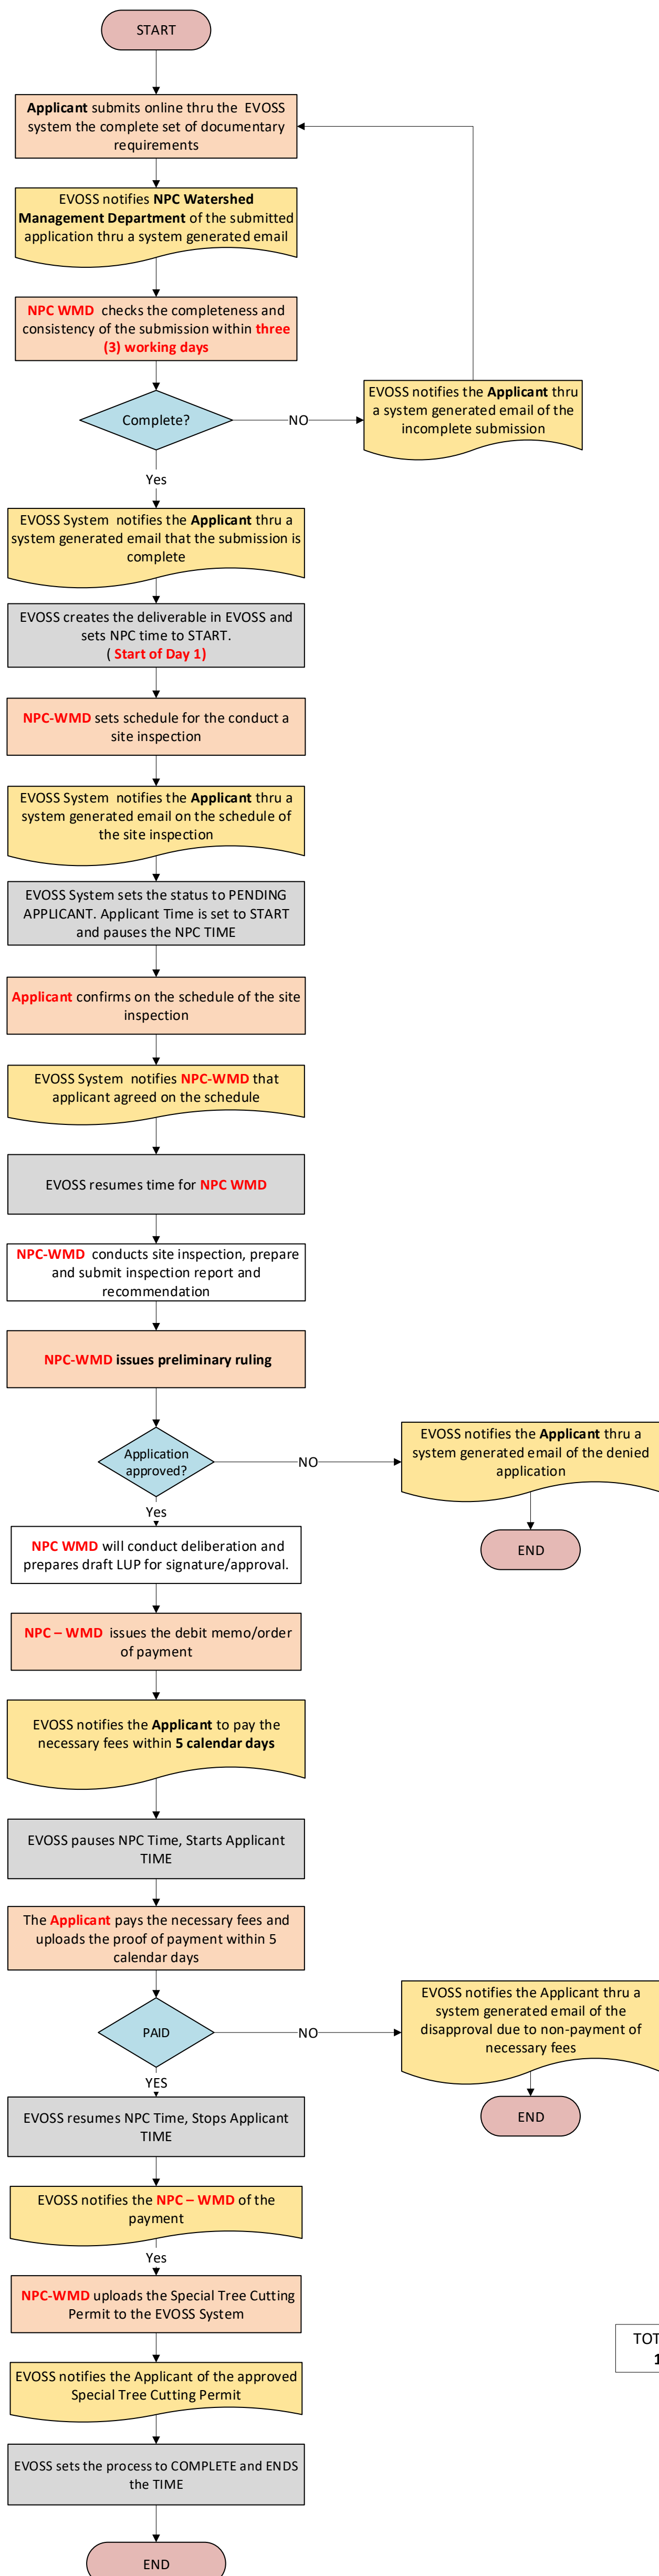 START
Applicant submits online thru the EVOSS
system the complete set of documentary
requirements
EVOSS notifies NPC Watershed
Management Department of the submitted
application thru a system generated email
NPC WMD checks the completeness and
consistency of the submission within three
(3) working days
Complete?
NO
EVOSS notifies the Applicant thru
a system generated email of the
incomplete submission
Yes
EVOSS System notifies the Applicant thru a
system generated email that the submission is
complete
EVOSS creates the deliverable in EVOSS and
sets NPC time to START.
( Start of Day 1)
NPC-WMD sets schedule for the conduct a
site inspection
EVOSS System notifies the Applicant thru a
system generated email on the schedule of
the site inspection
EVOSS System sets the status to PENDING
APPLICANT. Applicant Time is set to START
and pauses the NPC TIME
Applicant confirms on the schedule of the site
inspection
EVOSS System notifies NPC-WMD that
applicant agreed on the schedule
EVOSS resumes time for NPC WMD
NPC-WMD conducts site inspection, prepare
and submit inspection report and
recommendation
NPC-WMD issues preliminary ruling
Application
approved?
NO
EVOSS notifies the Applicant thru a
system generated email of the denied
application
END
Yes
NPC WMD will conduct deliberation and
prepares draft LUP for signature/approval.
NPC – WMD issues the debit memo/order
of payment
EVOSS notifies the Applicant to pay the
necessary fees within 5 calendar days
EVOSS pauses NPC Time, Starts Applicant
TIME
The Applicant pays the necessary fees and
uploads the proof of payment within 5
calendar days
PAID
NO
EVOSS notifies the Applicant thru a
system generated email of the
disapproval due to non-payment of
necessary fees
END
YES
EVOSS resumes NPC Time, Stops Applicant
TIME
EVOSS notifies the NPC – WMD of the
payment
Yes
NPC-WMD uploads the Special Tree Cutting
Permit to the EVOSS System
TOT
1
EVOSS notifies the Applicant of the approved
Special Tree Cutting Permit
EVOSS sets the process to COMPLETE and ENDS
the TIME
END